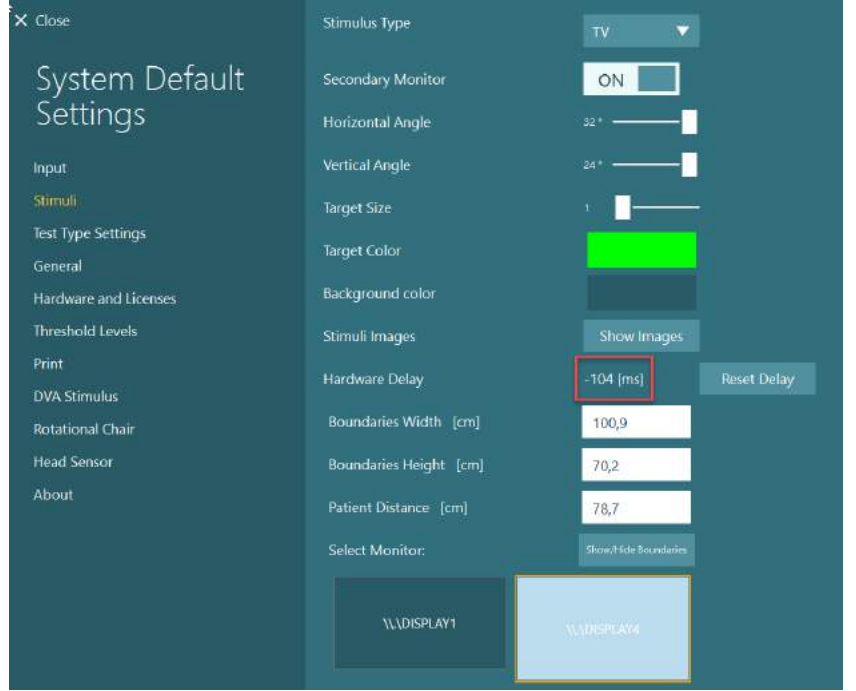 Close
System Default
Settings
Input
Stimuli
Test Type Settings
General
Hardware and Licenses
Threshold Levels
Print
DVA Stimulus
Rotational Chair
Head Sensor
About
Stimulus Type
TV
Secondary Monitor
ON
Horizontal Angle
32°
Vertical Angle
24°
Target Size
1
Target Color
Background color
Stimuli Images
Show Images
Hardware Delay
-104 [ms]
Reset Delay
Boundaries Width [cm]
100,9
Boundaries Height [cm]
70,2
Patient Distance [cm]
78,7
Select Monitor:
Show/Hide Boundaries
\\.\DISPLAY1
\\.\DISPLAY4